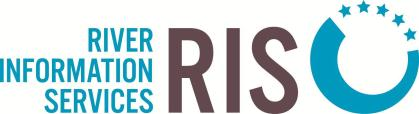 RIVER
INFORMATION
SERVICES
RIS